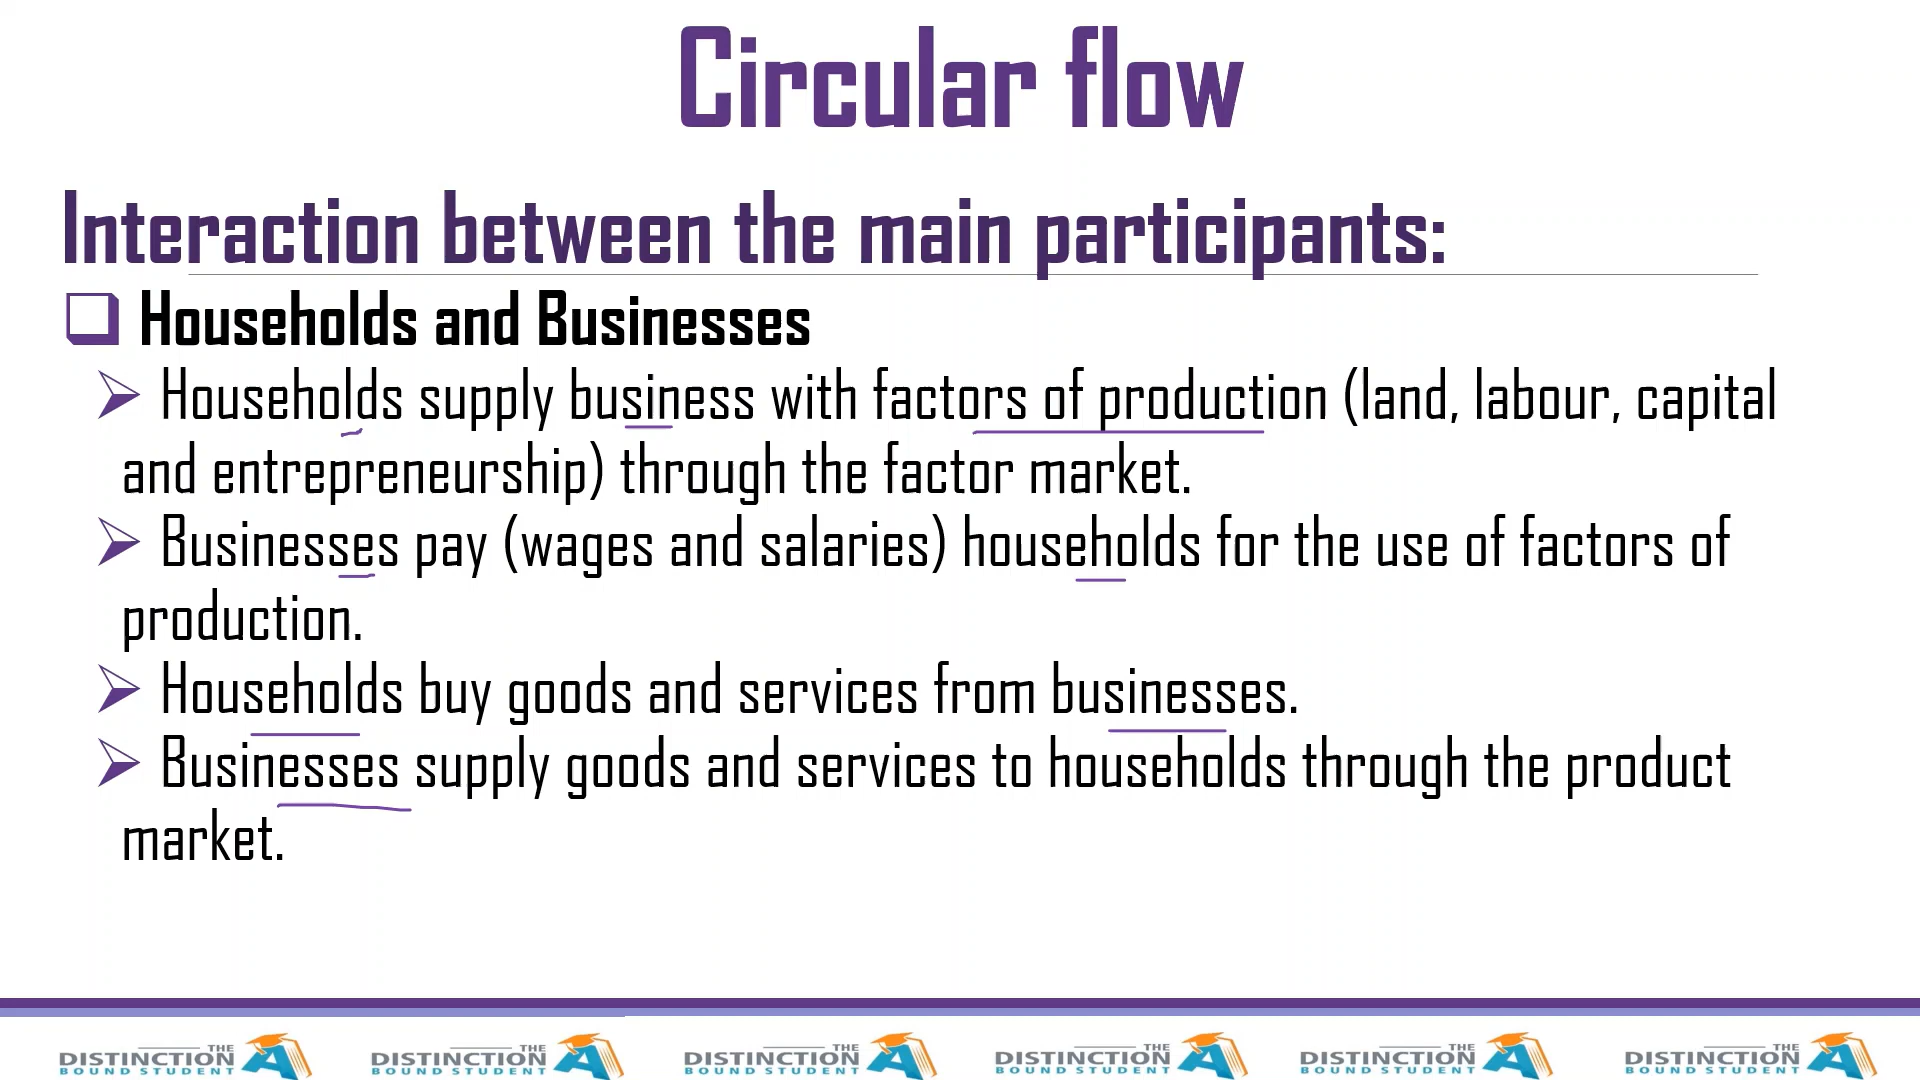 Circular flow
Interaction between the main participants:
Households and Businesses
Households supply business with factors of production (land, labour, capital
and entrepreneurship) through the factor market.
Businesses pay (wages and salaries) households for the use of factors of
production.
Households buy goods and services from businesses.
Businesses supply goods and services to households through the product
market.
THE DISTINCTION BOUND STUDENT A
THE DISTINCTION BOUND STUDENT A
THE DISTINCTION BOUND STUDENT A
THE DISTINCTION BOUND STUDENT A
THE DISTINCTION BOUND STUDENT A
THE DISTINCTION BOUND STUDENT A